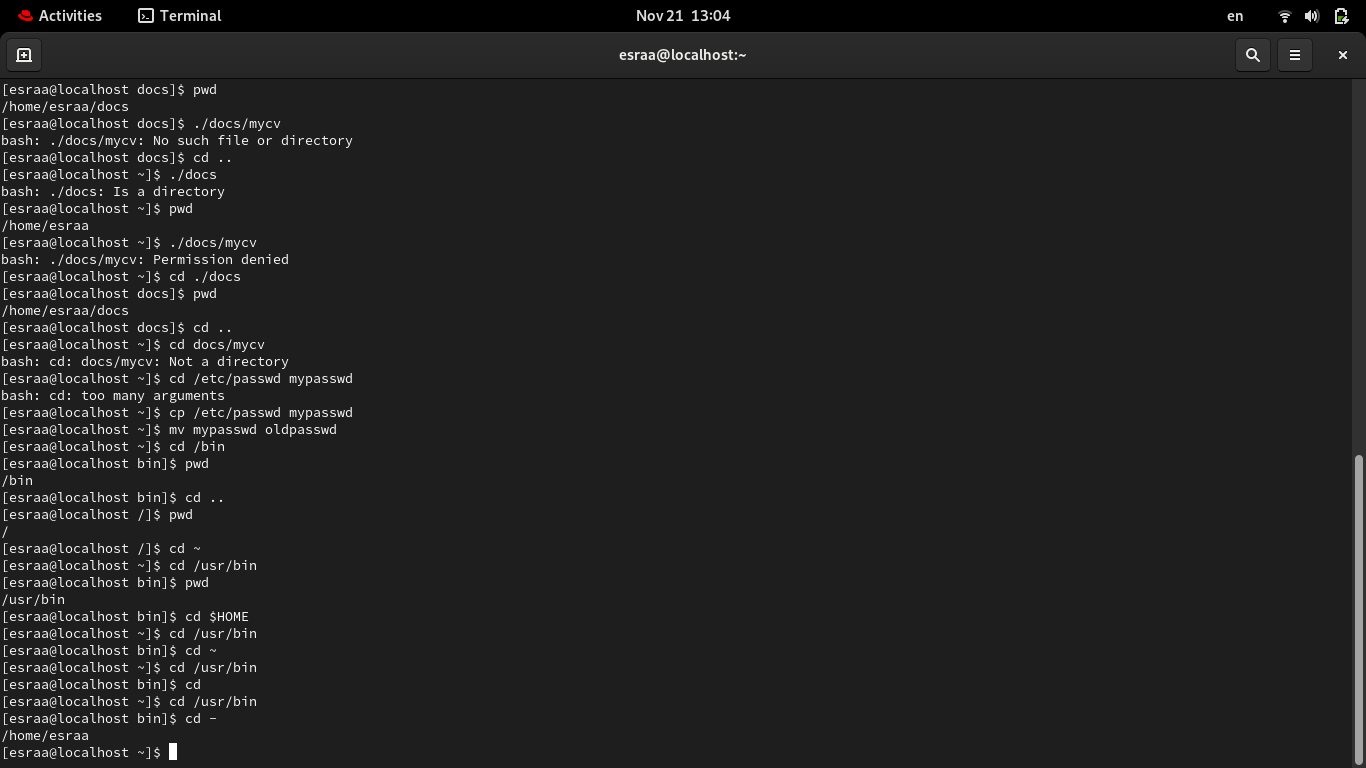 Activities Terminal Nov 21 13:04 en
esraa@localhost:~
[esraa@localhost docs]$ pwd
/home/esraa/docs
[esraa@localhost docs]$ ./docs/mycv
bash: ./docs/mycv: No such file or directory
[esraa@localhost docs]$ cd ..
[esraa@localhost ~]$ ./docs
bash: ./docs: Is a directory
[esraa@localhost ~]$ pwd
/home/esraa
[esraa@localhost ~]$ ./docs/mycv
bash: ./docs/mycv: Permission denied
[esraa@localhost ~]$ cd ./docs
[esraa@localhost docs]$ pwd
/home/esraa/docs
[esraa@localhost docs]$ cd ..
[esraa@localhost ~]$ cd docs/mycv
bash: cd: docs/mycv: Not a directory
[esraa@localhost ~]$ cd /etc/passwd mypasswd
bash: cd: too many arguments
[esraa@localhost ~]$ cp /etc/passwd mypasswd
[esraa@localhost ~]$ mv mypasswd oldpasswd
[esraa@localhost ~]$ cd /bin
[esraa@localhost bin]$ pwd
/bin
[esraa@localhost bin]$ cd ..
[esraa@localhost /]$ pwd
/
[esraa@localhost /]$ cd ~
[esraa@localhost ~]$ cd /usr/bin
[esraa@localhost bin]$ pwd
/usr/bin
[esraa@localhost bin]$ cd $HOME
[esraa@localhost ~]$ cd /usr/bin
[esraa@localhost bin]$ cd ~
[esraa@localhost ~]$ cd /usr/bin
[esraa@localhost bin]$ cd
[esraa@localhost ~]$ cd /usr/bin
[esraa@localhost bin]$ cd -
/home/esraa
[esraa@localhost ~]$